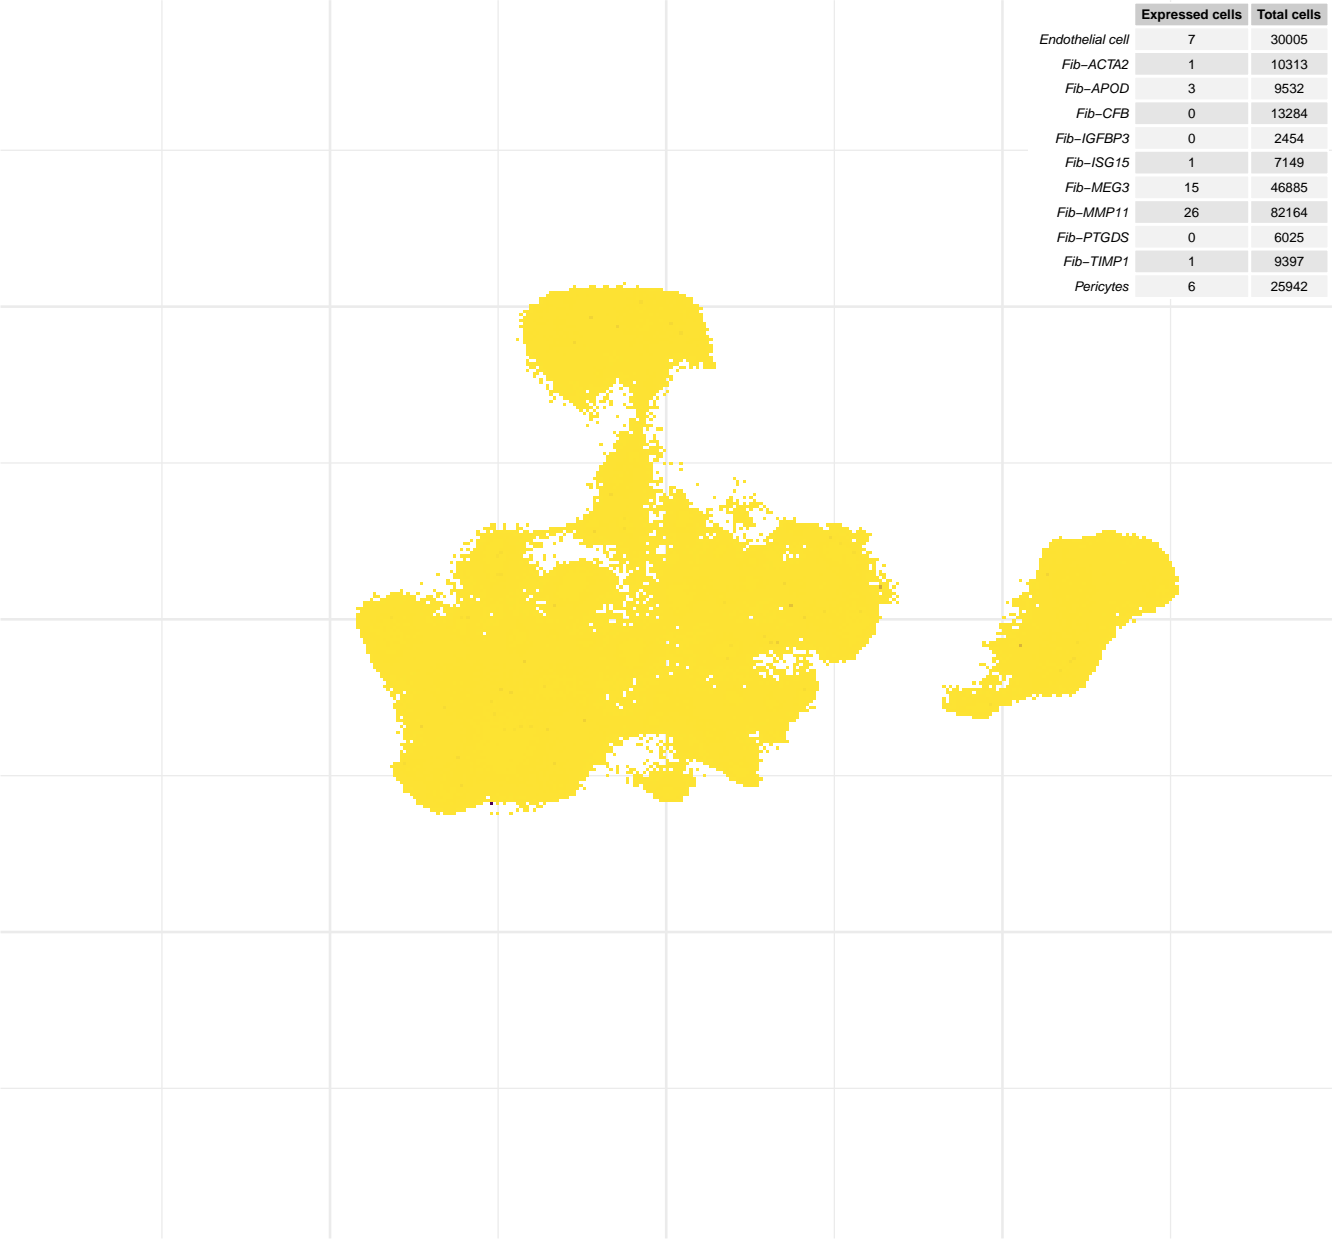 Expressed cells Total cells
Endothelial cell 7 30005
Fib−ACTA2 1 10313
Fib−APOD 3 9532
Fib−CFB 0 13284
Fib−IGFBP3 0 2454
Fib−ISG15 1 7149
Fib−MEG3 15 46885
Fib−MMP11 26 82164
Fib−PTGDS 0 6025
Fib−TIMP1 1 9397
Pericytes 6 25942